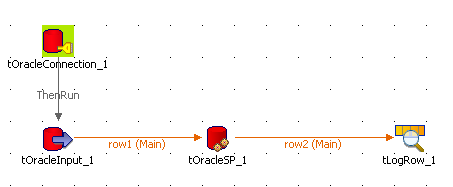 tOracleConnection_1
ThenRun
row1 (Main)
row2 (Main)
tOracleInput_1
tOracleSP_1
tLogRow_1